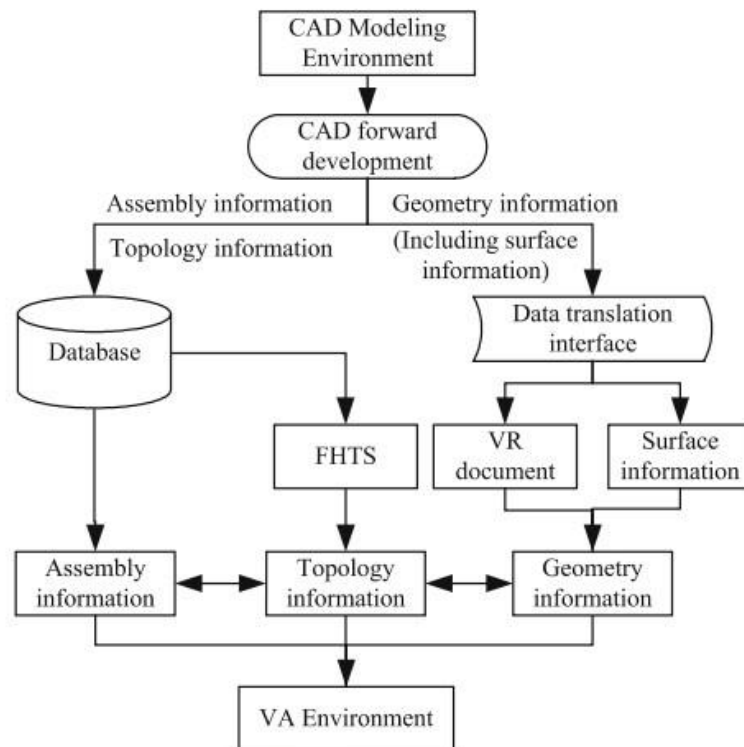 CAD Modeling
Environment
CAD forward
development
Assembly information
Geometry information
Topology information
(Including surface
information)
Database
Data translation
interface
FHTS
VR
document
Surface
information
Assembly
information
Topology
information
Geometry
information
VA Environment